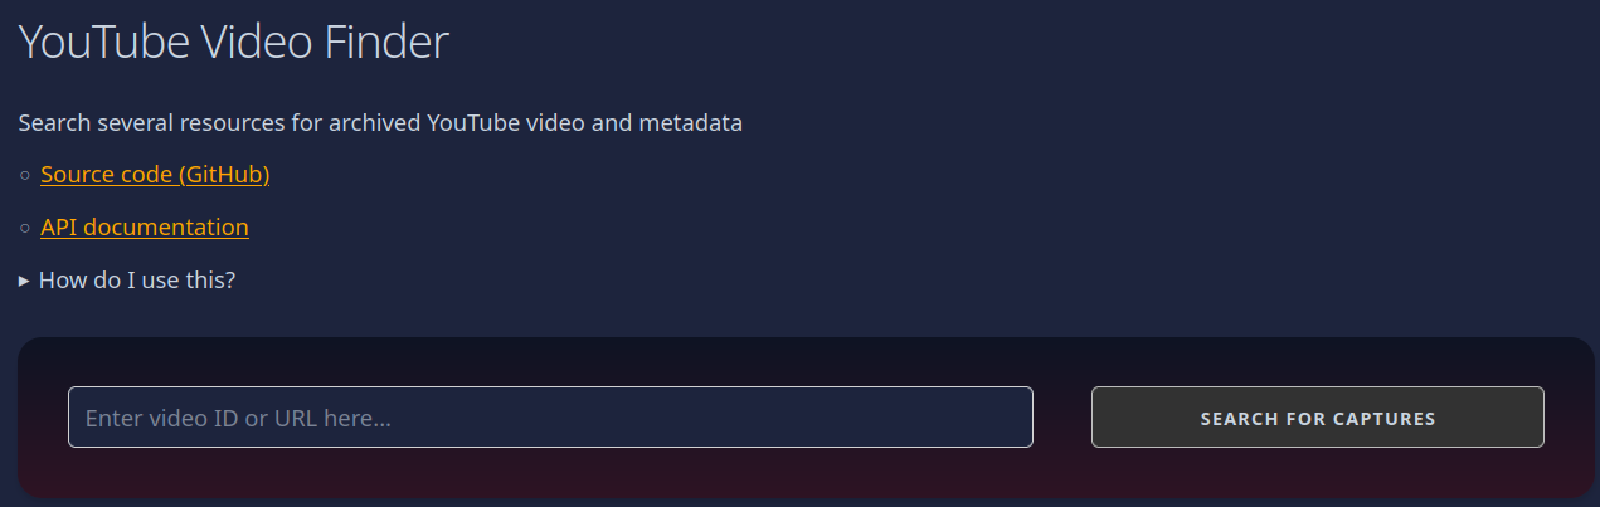 YouTube Video Finder
Search several resources for archived YouTube video and metadata
Source code (GitHub)
API documentation
How do I use this?
Enter video ID or URL here...
SEARCH FOR CAPTURES